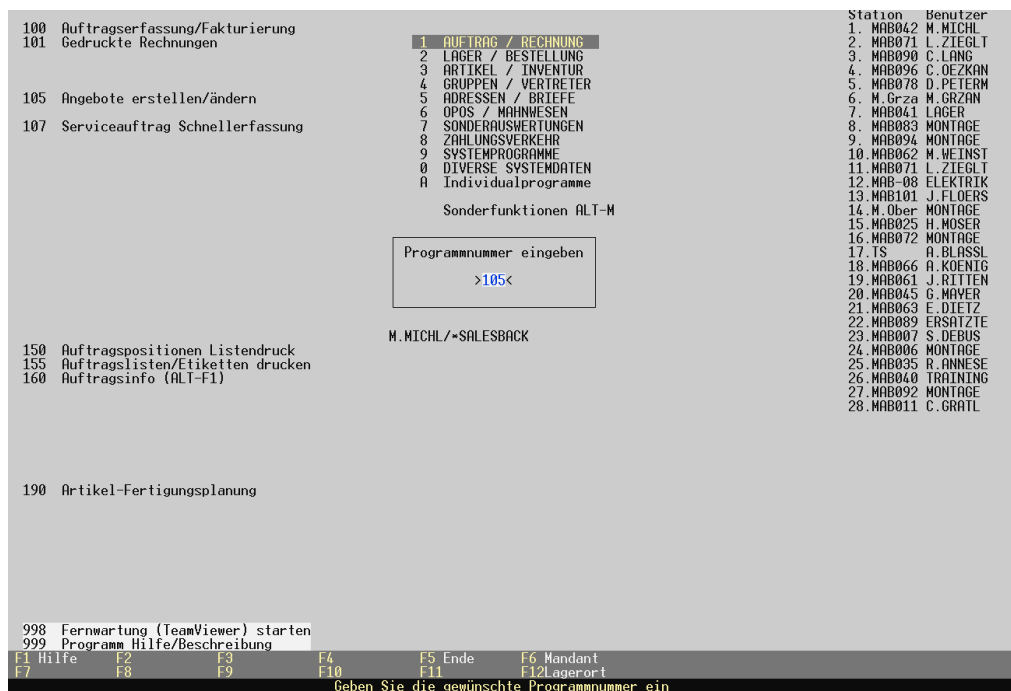 100 Auftragserfassung/Fakturierung
101 Gedruckte Rechnungen
105 Angebote erstellen/ändern
107 Serviceauftrag Schnellerfassung
150 Auftragspositionen Listendruck
155 Auftragslisten/Etiketten drucken
160 Auftragsinfo (ALT-F1)
190 Artikel-Fertigungsplanung
998 Fernwartung (TeamViewer) starten
999 Programm Hilfe/Beschreibung
1 AUFTRAG / RECHNUNG
2 LAGER / BESTELLUNG
3 ARTIKEL / INVENTUR
4 GRUPPEN / VERTRETER
5 ADRESSEN / BRIEFE
6 OPOS / MAHNWESEN
7 SONDERAUSWERTUNGEN
8 ZAHLUNGSVERKEHR
9 SYSTEMPROGRAMME
0 DIVERSE SYSTEMDATEN
A Individualprogramme
Sonderfunktionen ALT-M
Programmnummer eingeben
>105<
M.MICHL/*SALESBACK
Station Benutzer
1. MAB042 M.MICHL
2. MAB071 L.ZIEGLT
3. MAB090 C.LANG
4. MAB096 C.OEZKAN
5. MAB078 D.PETERM
6. M.Grza M.GRZAN
7. MAB041 LAGER
8. MAB083 MONTAGE
9. MAB094 MONTAGE
10.MAB062 M.WEINST
11.MAB071 L.ZIEGLT
12.MAB-08 ELEKTRIK
13.MAB101 J.FLOERS
14.M.Ober MONTAGE
15.MAB025 H.MOSER
16.MAB072 MONTAGE
17.TS A.BLASSL
18.MAB066 A.KOENIG
19.MAB061 J.RITTEN
20.MAB045 G.MAYER
21.MAB063 E.DIETZ
22.MAB089 ERSATZTE
23.MAB007 S.DEBUS
24.MAB006 MONTAGE
25.MAB035 R.ANNESE
26.MAB040 TRAINING
27.MAB092 MONTAGE
28.MAB011 C.GRATL
F1 Hilfe F2 F3 F4 F5 Ende F6 Mandant
F7 F8 F9 F10 F11 F12Lagerort
Geben Sie die gewünschte Programmnummer ein